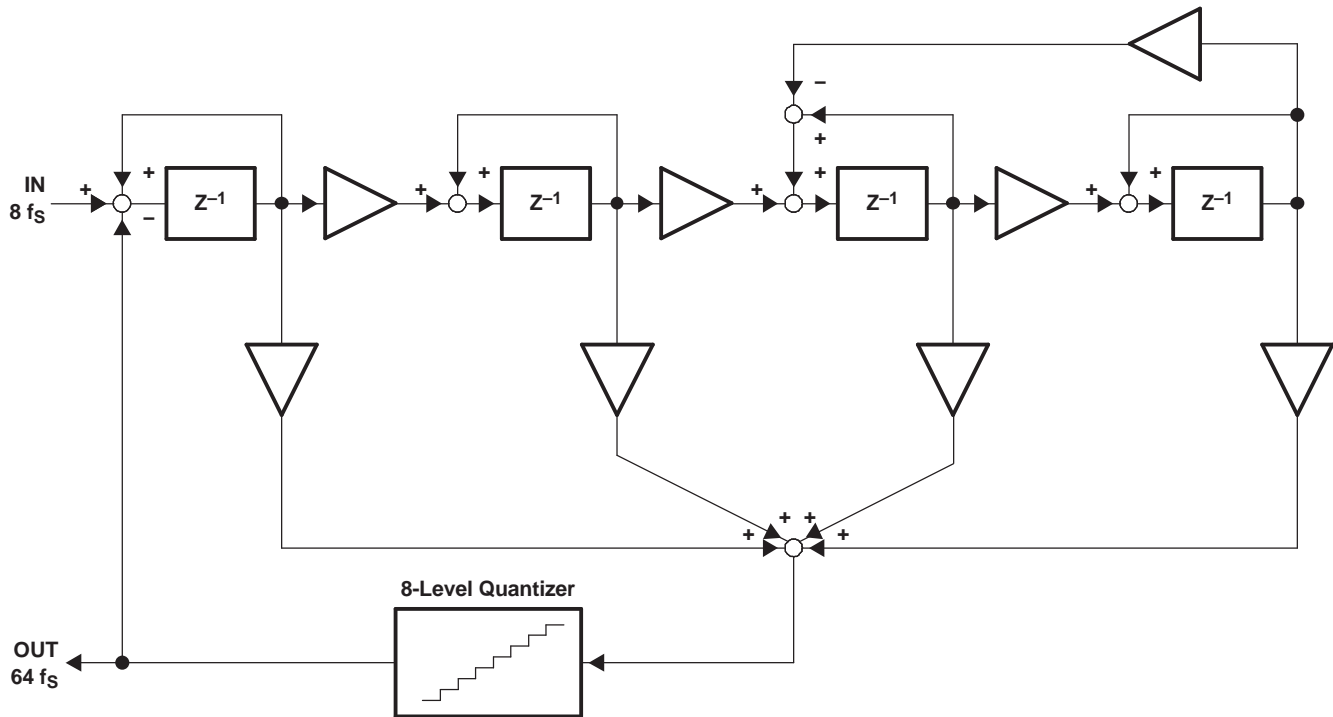 –
+
+ + + + + + +
IN + Z–1 Z–1 Z–1 Z–1
8 fS –
+ + + +
8-Level Quantizer
OUT
64 fS